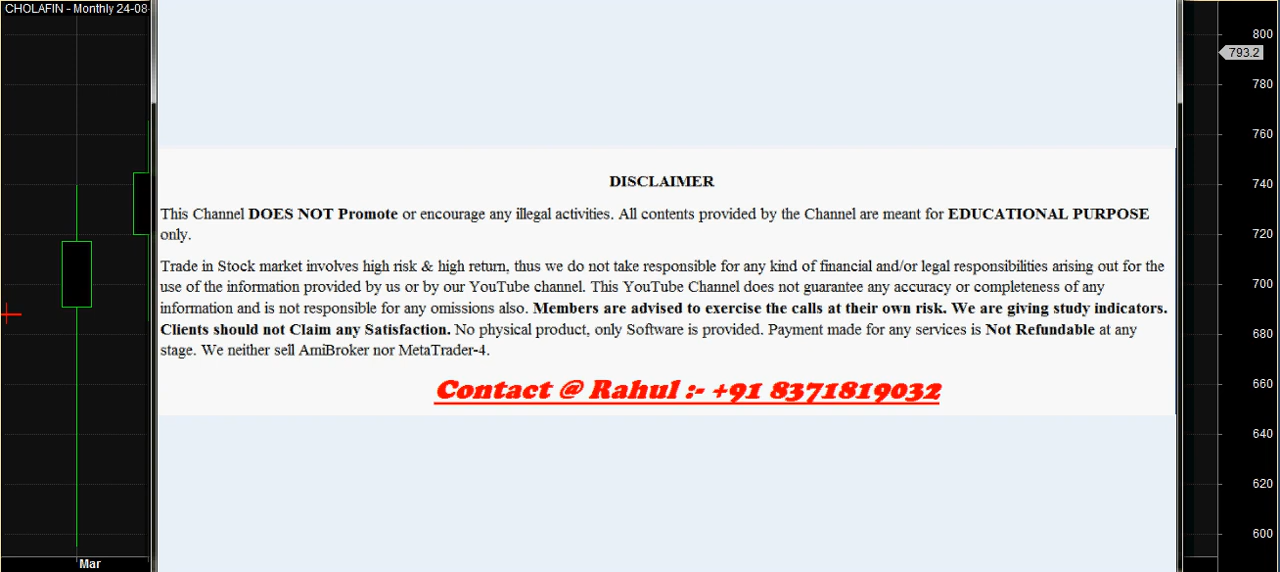 CHOLAFIN - Monthly 24-08-
800
793.2
780
760
740
720
700
680
660
640
620
600
Mar
DISCLAIMER
This Channel DOES NOT Promote or encourage any illegal activities. All contents provided by the Channel are meant for EDUCATIONAL PURPOSE
only.
Trade in Stock market involves high risk & high return, thus we do not take responsible for any kind of financial and/or legal responsibilities arising out for the
use of the information provided by us or by our YouTube channel. This YouTube Channel does not guarantee any accuracy or completeness of any
information and is not responsible for any omissions also. Members are advised to exercise the calls at their own risk. We are giving study indicators.
Clients should not Claim any Satisfaction. No physical product, only Software is provided. Payment made for any services is Not Refundable at any
stage. We neither sell AmiBroker nor MetaTrader-4.
Contact @ Rahul :- +91 8371819032